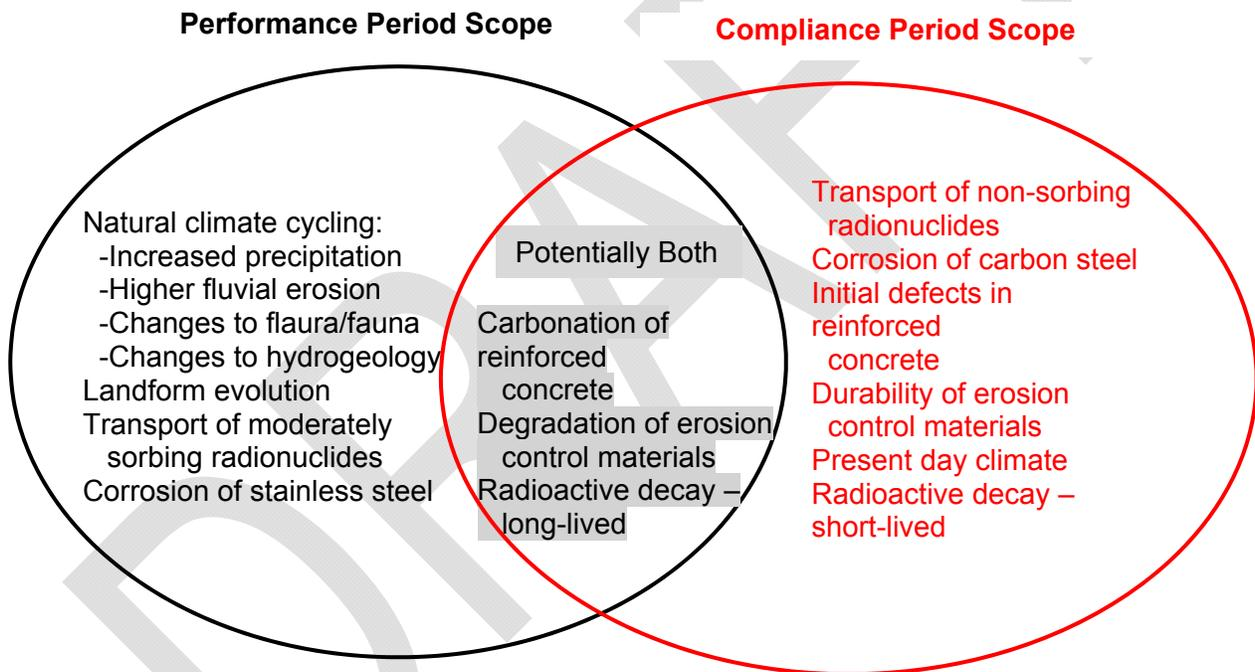 Performance Period Scope
Compliance Period Scope
Natural climate cycling:
-Increased precipitation
-Higher fluvial erosion
-Changes to flaura/fauna
-Changes to hydrogeology
Landform evolution
Transport of moderately
sorbing radionuclides
Corrosion of stainless steel
Potentially Both
Carbonation of
reinforced
concrete
Degradation of erosion
control materials
Radioactive decay –
long-lived
Transport of non-sorbing
radionuclides
Corrosion of carbon steel
Initial defects in
reinforced
concrete
Durability of erosion
control materials
Present day climate
Radioactive decay –
short-lived
DRAFT